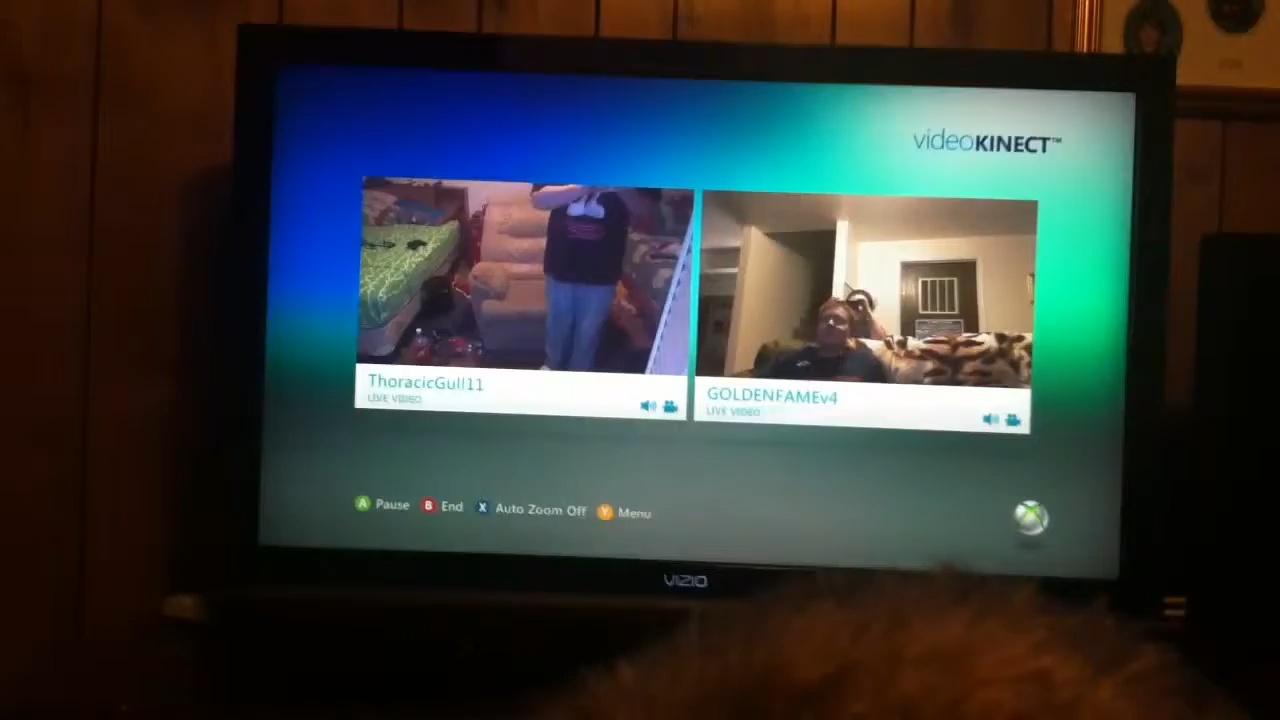 videoKINECT™
ThoracicGull11
LIVE VIDEO
GOLDENFAMEv4
LIVE VIDEO
A Pause B End X Auto Zoom Off Y Menu
VIZIO